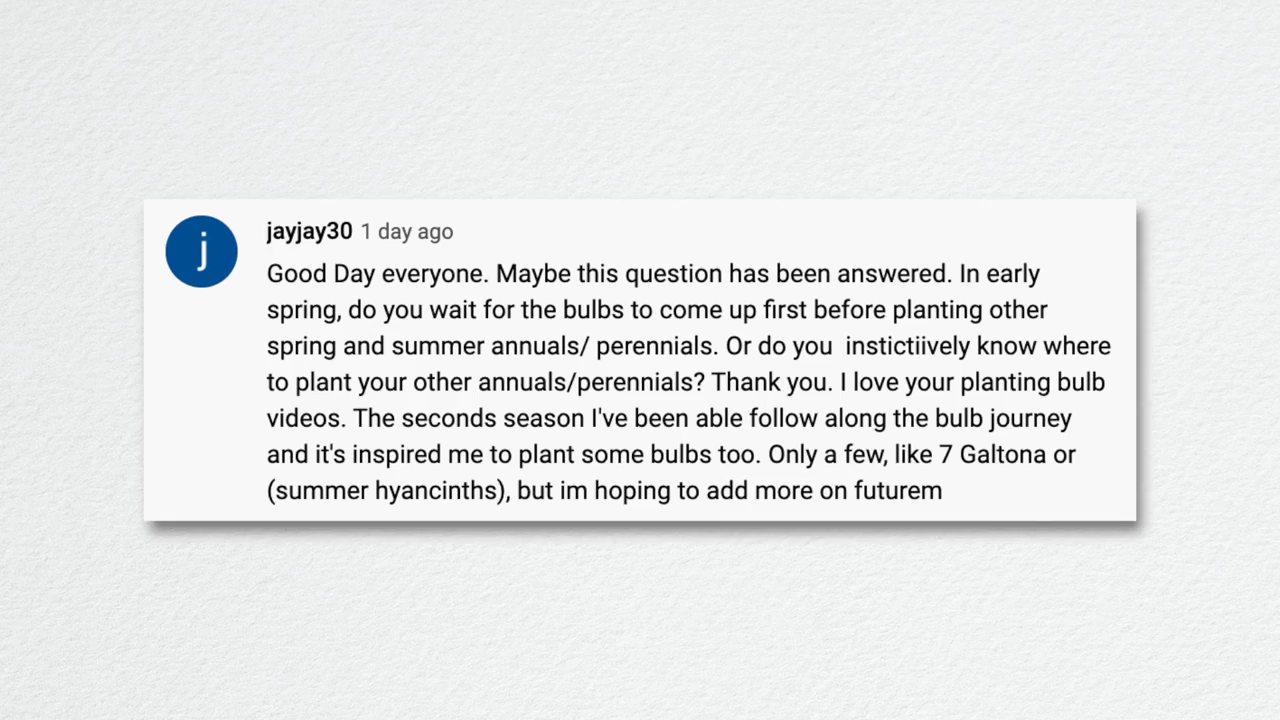 j
jayjay30 1 day ago
Good Day everyone. Maybe this question has been answered. In early
spring, do you wait for the bulbs to come up first before planting other
spring and summer annuals/ perennials. Or do you  instictiively know where
to plant your other annuals/perennials? Thank you. I love your planting bulb
videos. The seconds season I've been able follow along the bulb journey
and it's inspired me to plant some bulbs too. Only a few, like 7 Galtona or
(summer hyancinths), but im hoping to add more on futurem